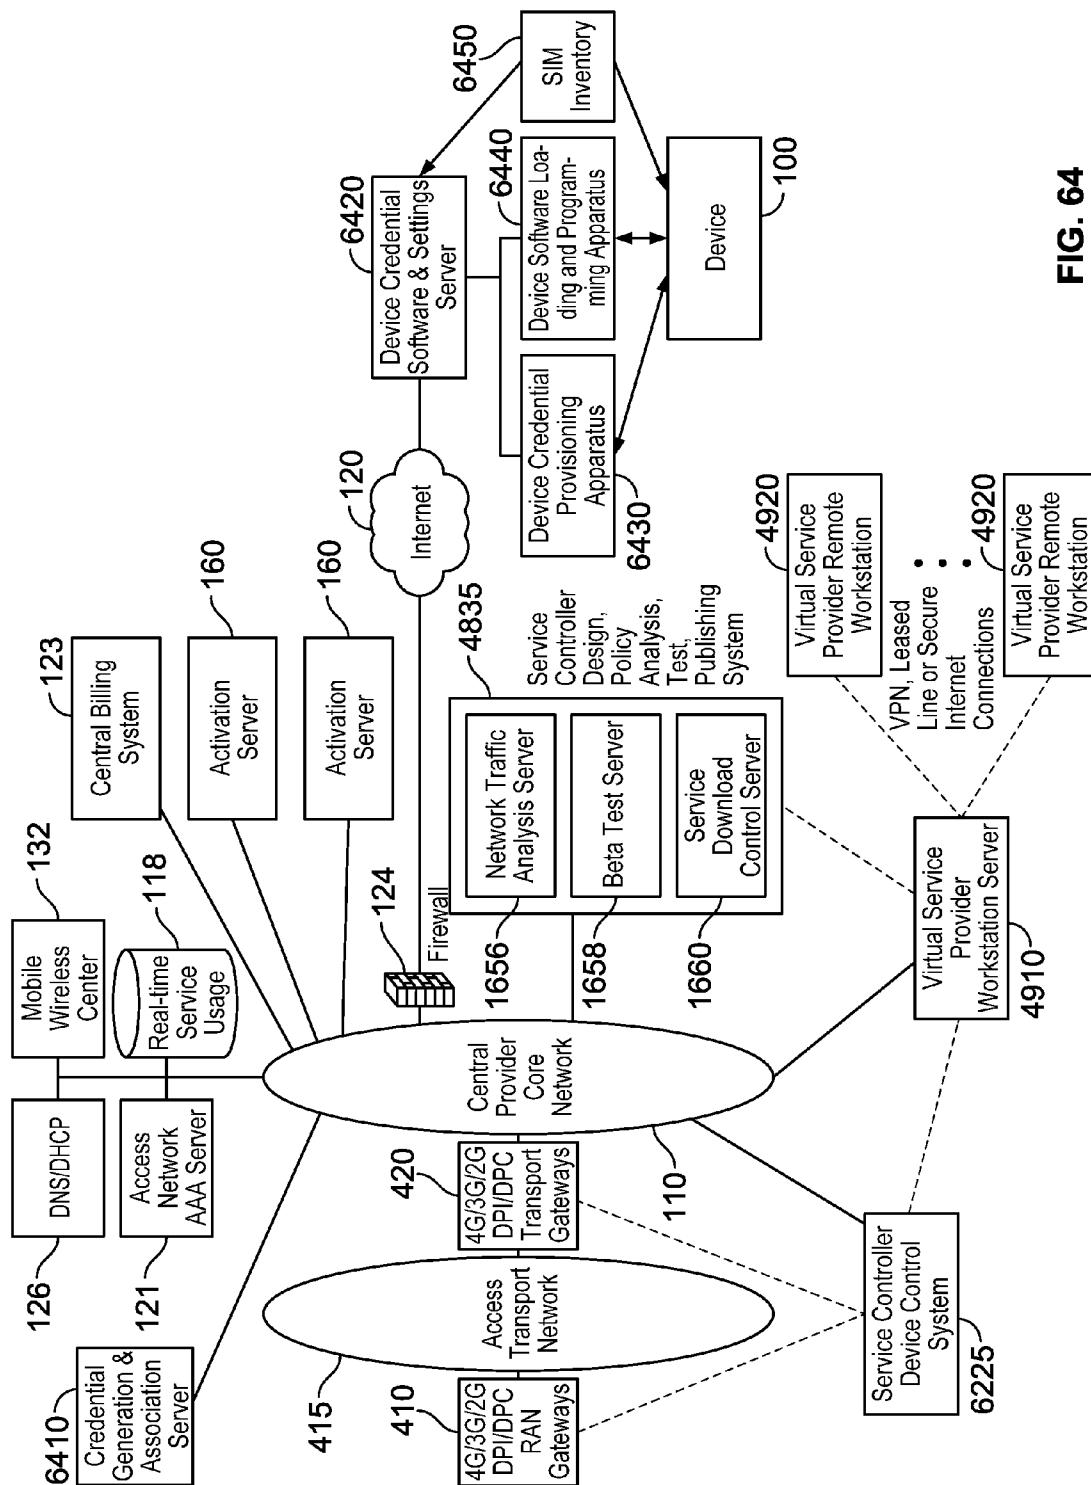 6410
Credential
Generation &
Association
Server
126
DNS/DHCP
132
Mobile
Wireless
Center
121
Access
Network
AAA Server
118
Real-time
Service
Usage
123
Central Billing
System
160
Activation
Server
160
Activation
Server
415
Access
Transport
Network
410
4G/3G/2G
DPI/DPC
RAN
Gateways
420
4G/3G/2G
DPI/DPC
Transport
Gateways
110
Central
Provider
Core
Network
124
Firewall
120
Internet
6420
Device Credential
Software & Settings
Server
6450
SIM
Inventory
6430
Device Credential
Provisioning
Apparatus
6440
Device Software Loa-
ding and Program-
ming Apparatus
100
Device
4835
Service
Controller
Design,
Policy
Analysis,
Test,
Publishing
System
1656
Network Traffic
Analysis Server
1658
Beta Test Server
1660
Service
Download
Control Server
6225
Service Controller
Device Control
System
4910
Virtual Service
Provider
Workstation Server
VPN, Leased
Line or Secure
Internet
Connections
4920
Virtual Service
Provider Remote
Workstation
4920
Virtual Service
Provider Remote
Workstation
FIG. 64